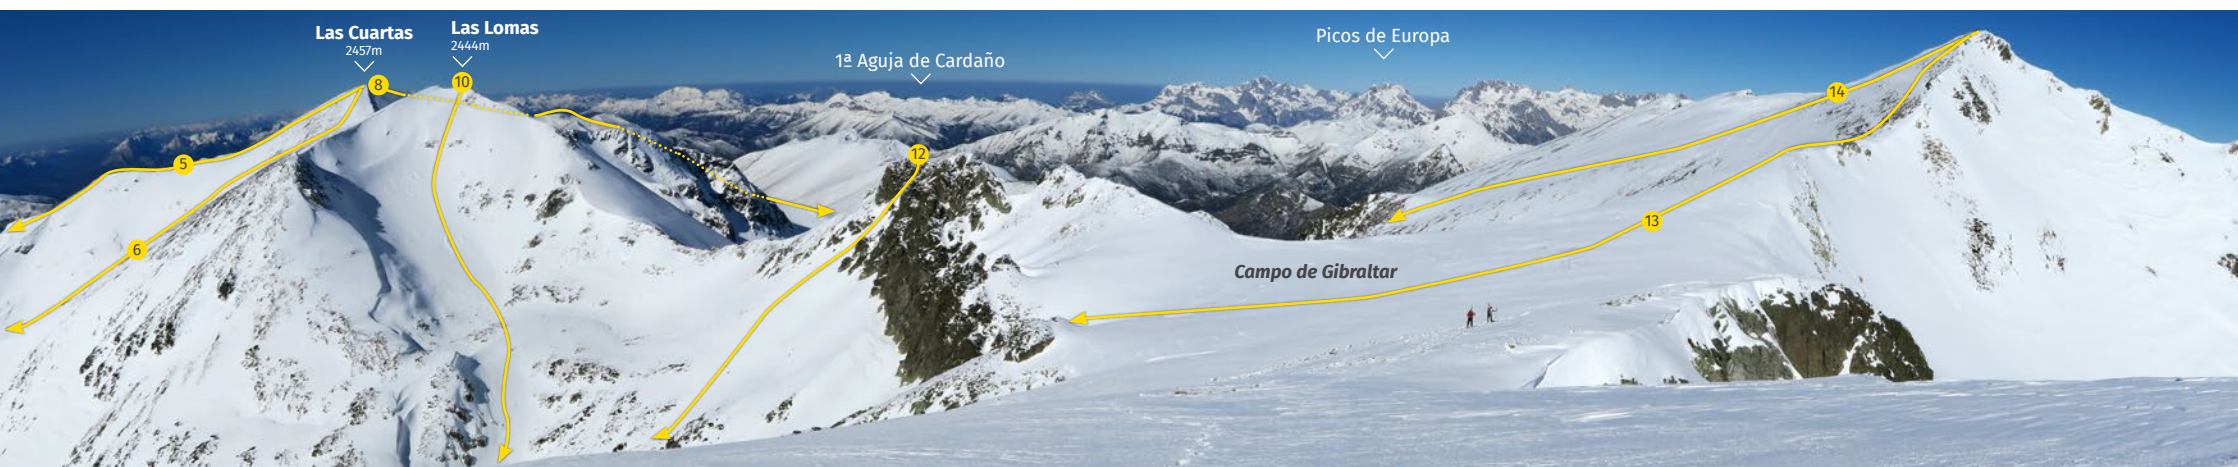 Las Cuartas
2457m
Las Lomas
2444m
1ª Aguja de Cardaño
Picos de Europa
8
10
14
5
12
6
13
Campo de Gibraltar